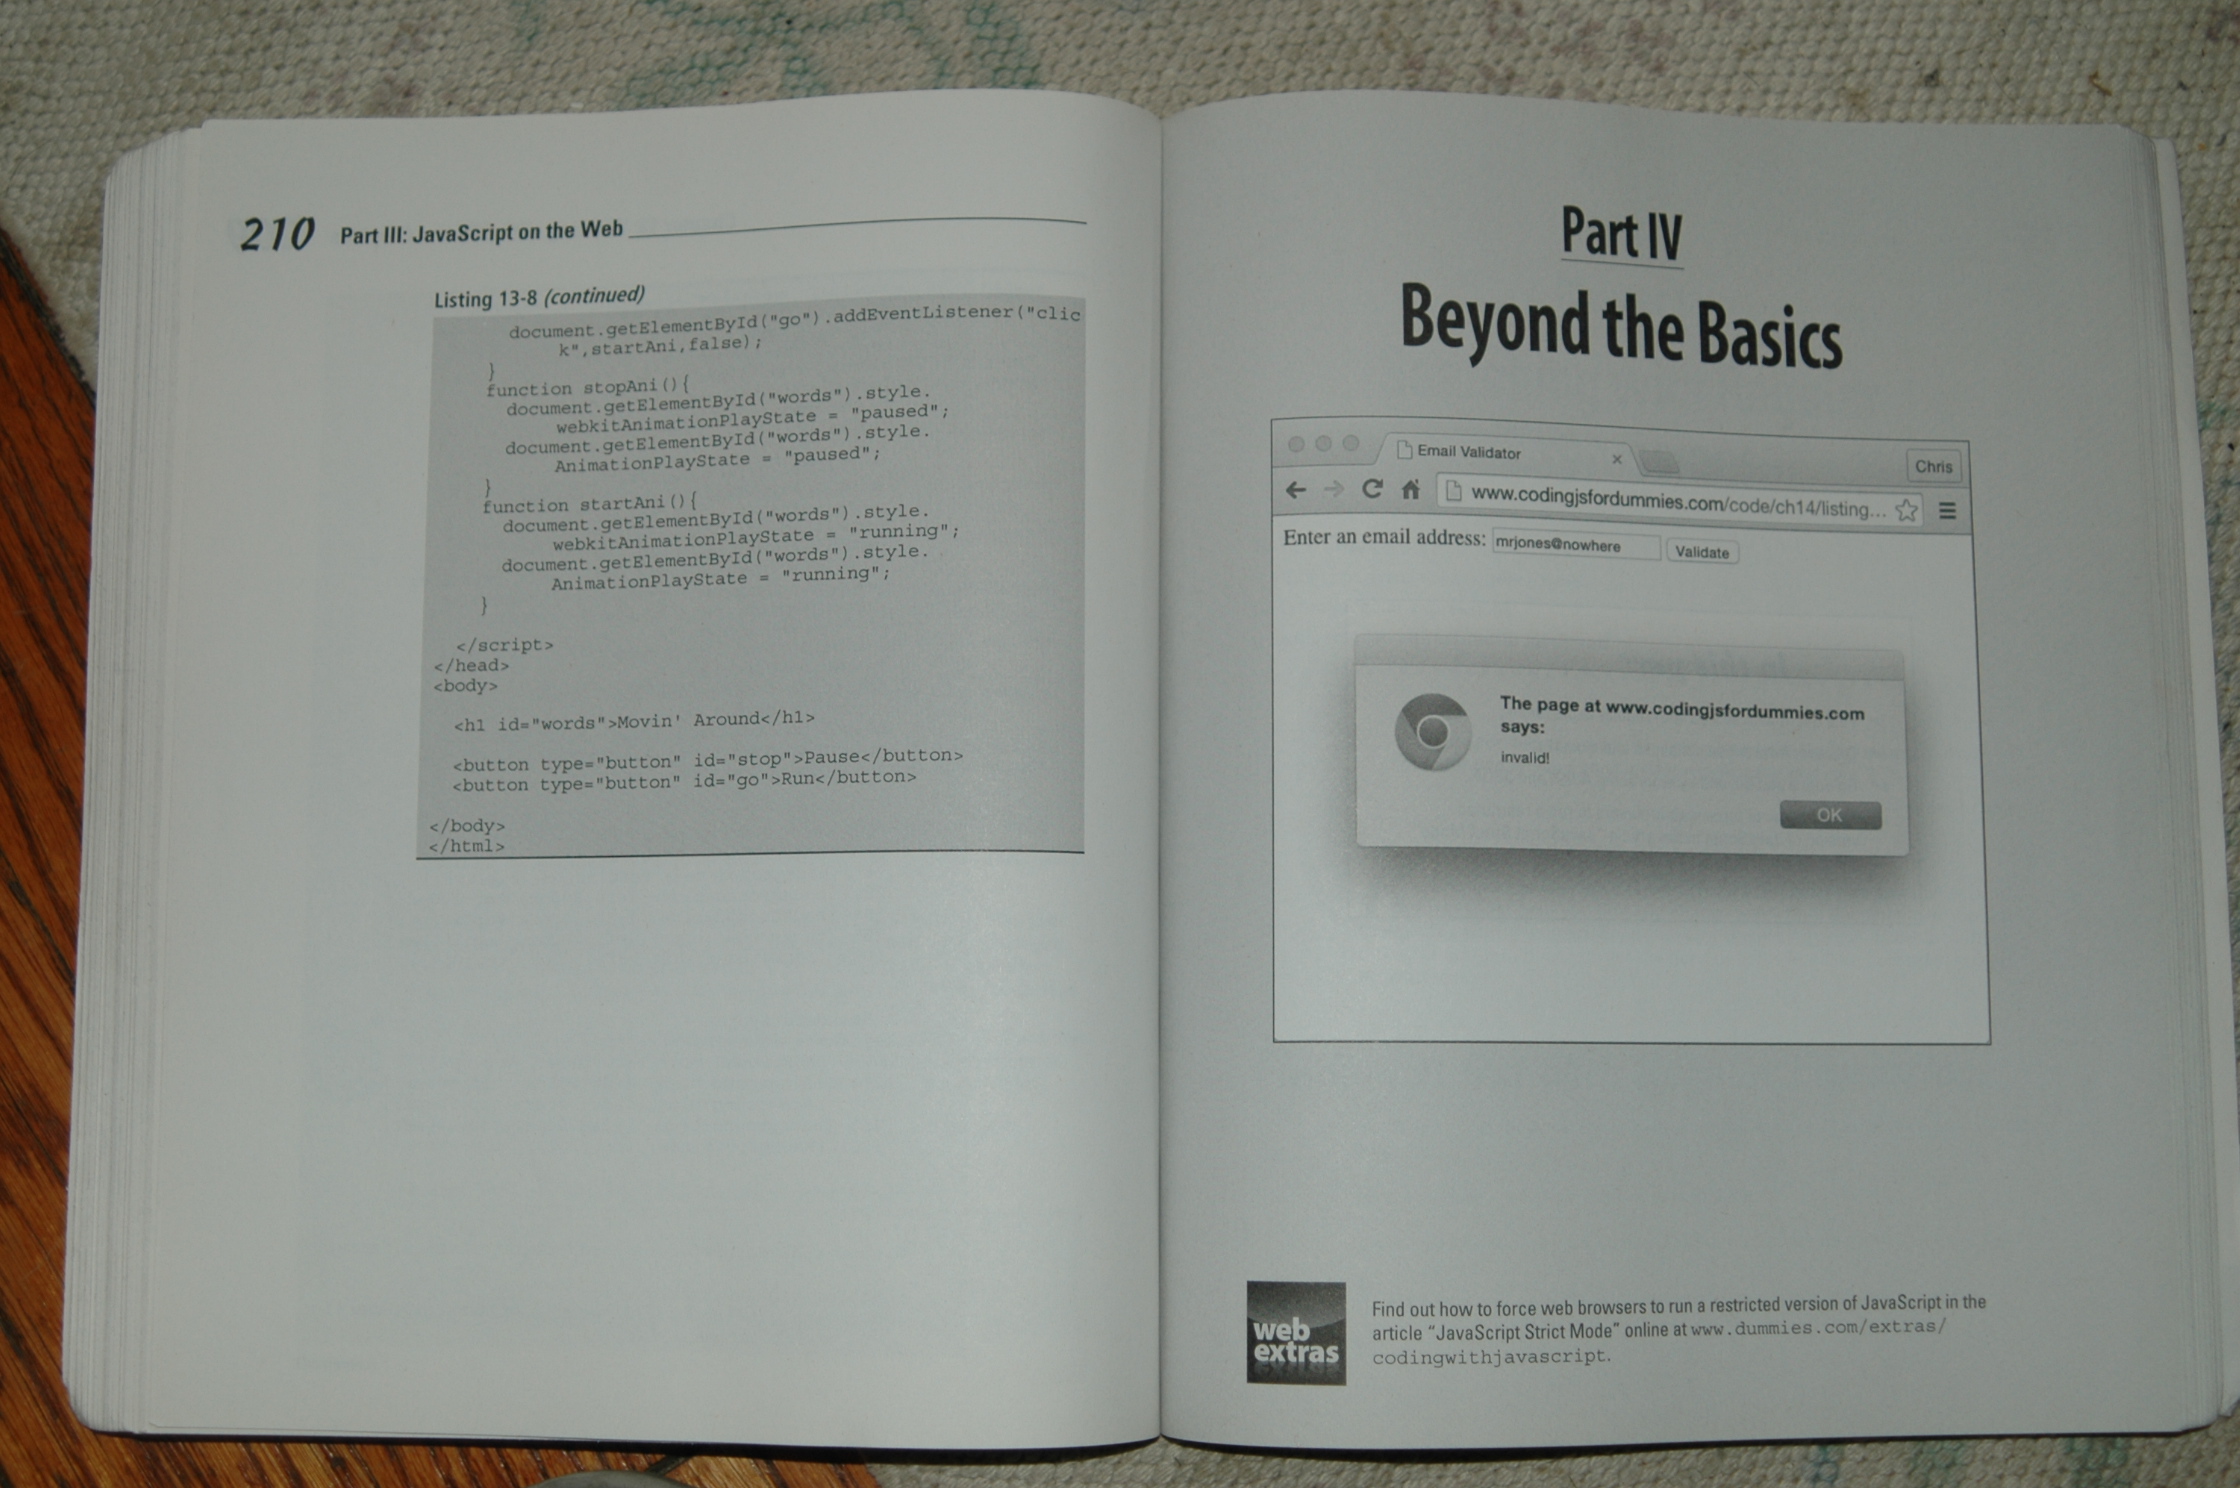 210 Part III: JavaScript on the Web
Listing 13-8 (continued)
document.getElementById("go").addEventListener("clic
k",startAni,false);
}
function stopAni(){
document.getElementById("words").style.
webkitAnimationPlayState = "paused";
document.getElementById("words").style.
AnimationPlayState = "paused";
}
function startAni(){
document.getElementById("words").style.
webkitAnimationPlayState = "running";
document.getElementById("words").style.
AnimationPlayState = "running";
}
</script>
</head>
<body>
<h1 id="words">Movin' Around</h1>
<button type="button" id="stop">Pause</button>
<button type="button" id="go">Run</button>
</body>
</html>
Part IV
Beyond the Basics
Email Validator
Chris
www.codingjsfordummies.com/code/ch14/listing...
Enter an email address: mrjones@nowhere Validate
The page at www.codingjsfordummies.com
says:
invalid!
OK
web
extras
Find out how to force web browsers to run a restricted version of JavaScript in the
article “JavaScript Strict Mode” online at www.dummies.com/extras/
codingwithjavascript.